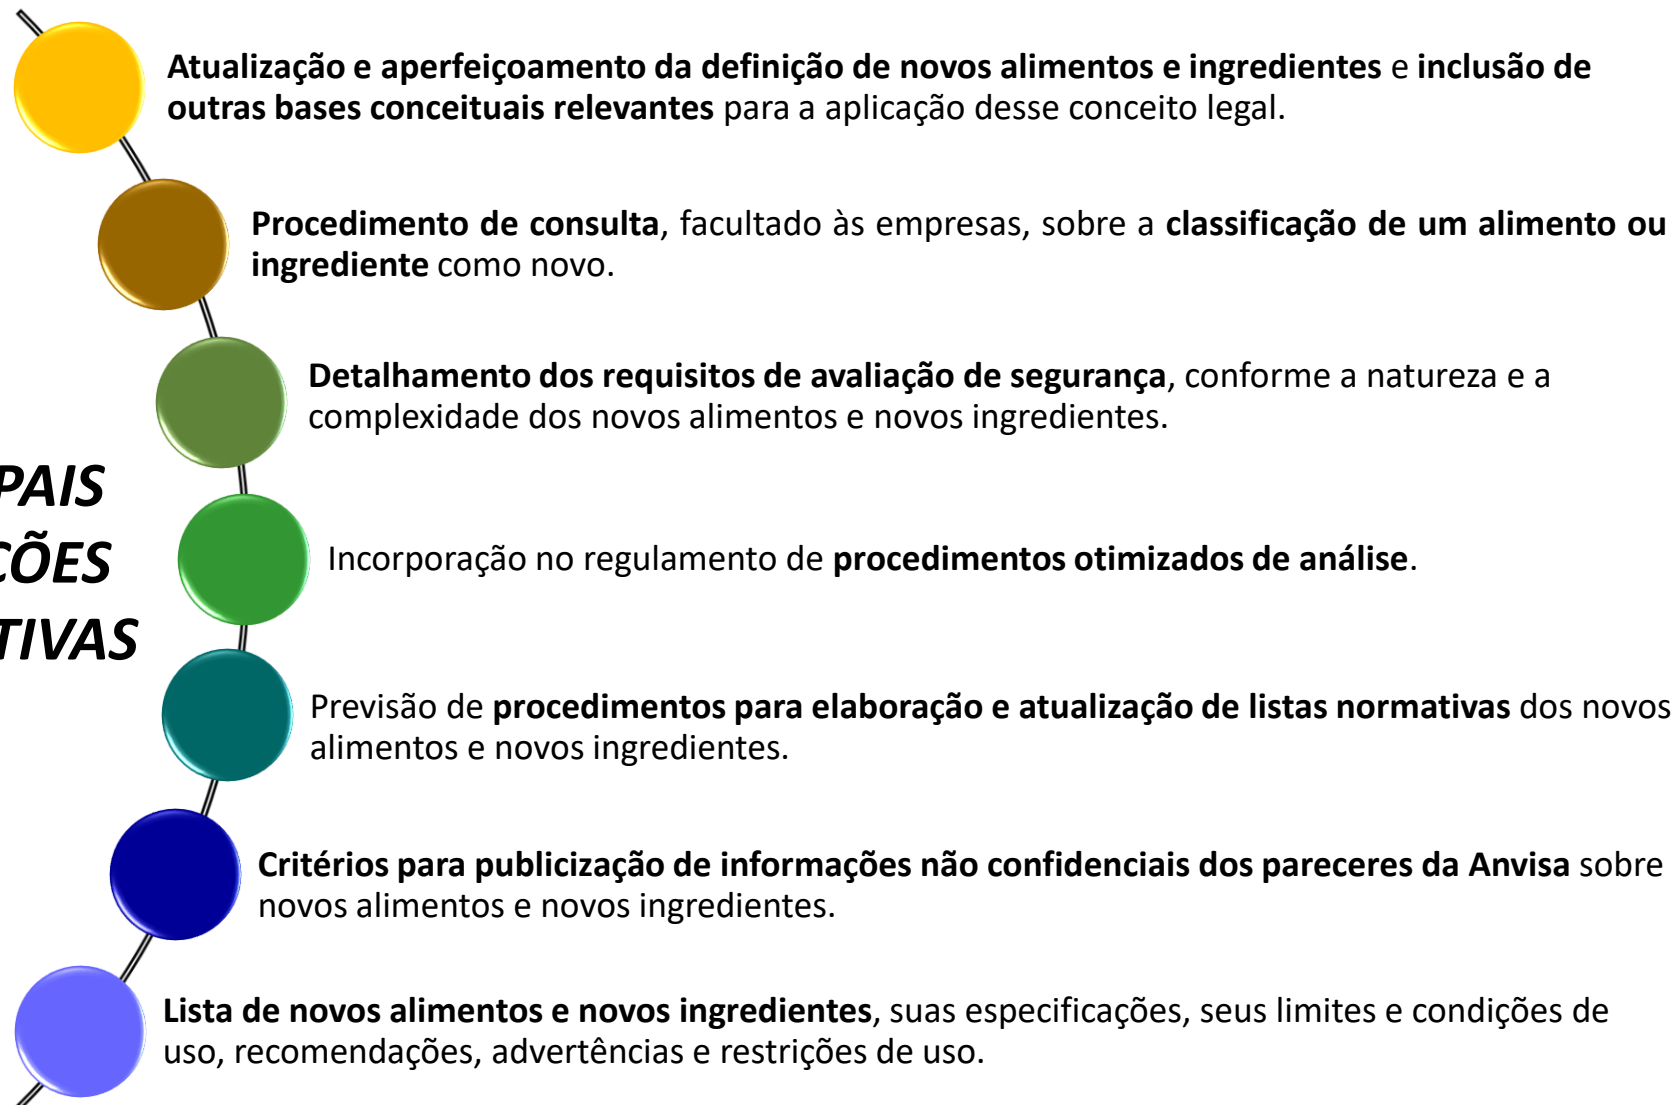 Atualização e aperfeiçoamento da definição de novos alimentos e ingredientes e inclusão de
outras bases conceituais relevantes para a aplicação desse conceito legal.
Procedimento de consulta, facultado às empresas, sobre a classificação de um alimento ou
ingrediente como novo.
Detalhamento dos requisitos de avaliação de segurança, conforme a natureza e a
complexidade dos novos alimentos e novos ingredientes.
PAIS
ÇÕES
TIVAS
Incorporação no regulamento de procedimentos otimizados de análise.
Previsão de procedimentos para elaboração e atualização de listas normativas dos novos
alimentos e novos ingredientes.
Critérios para publicização de informações não confidenciais dos pareceres da Anvisa sobre
novos alimentos e novos ingredientes.
Lista de novos alimentos e novos ingredientes, suas especificações, seus limites e condições de
uso, recomendações, advertências e restrições de uso.